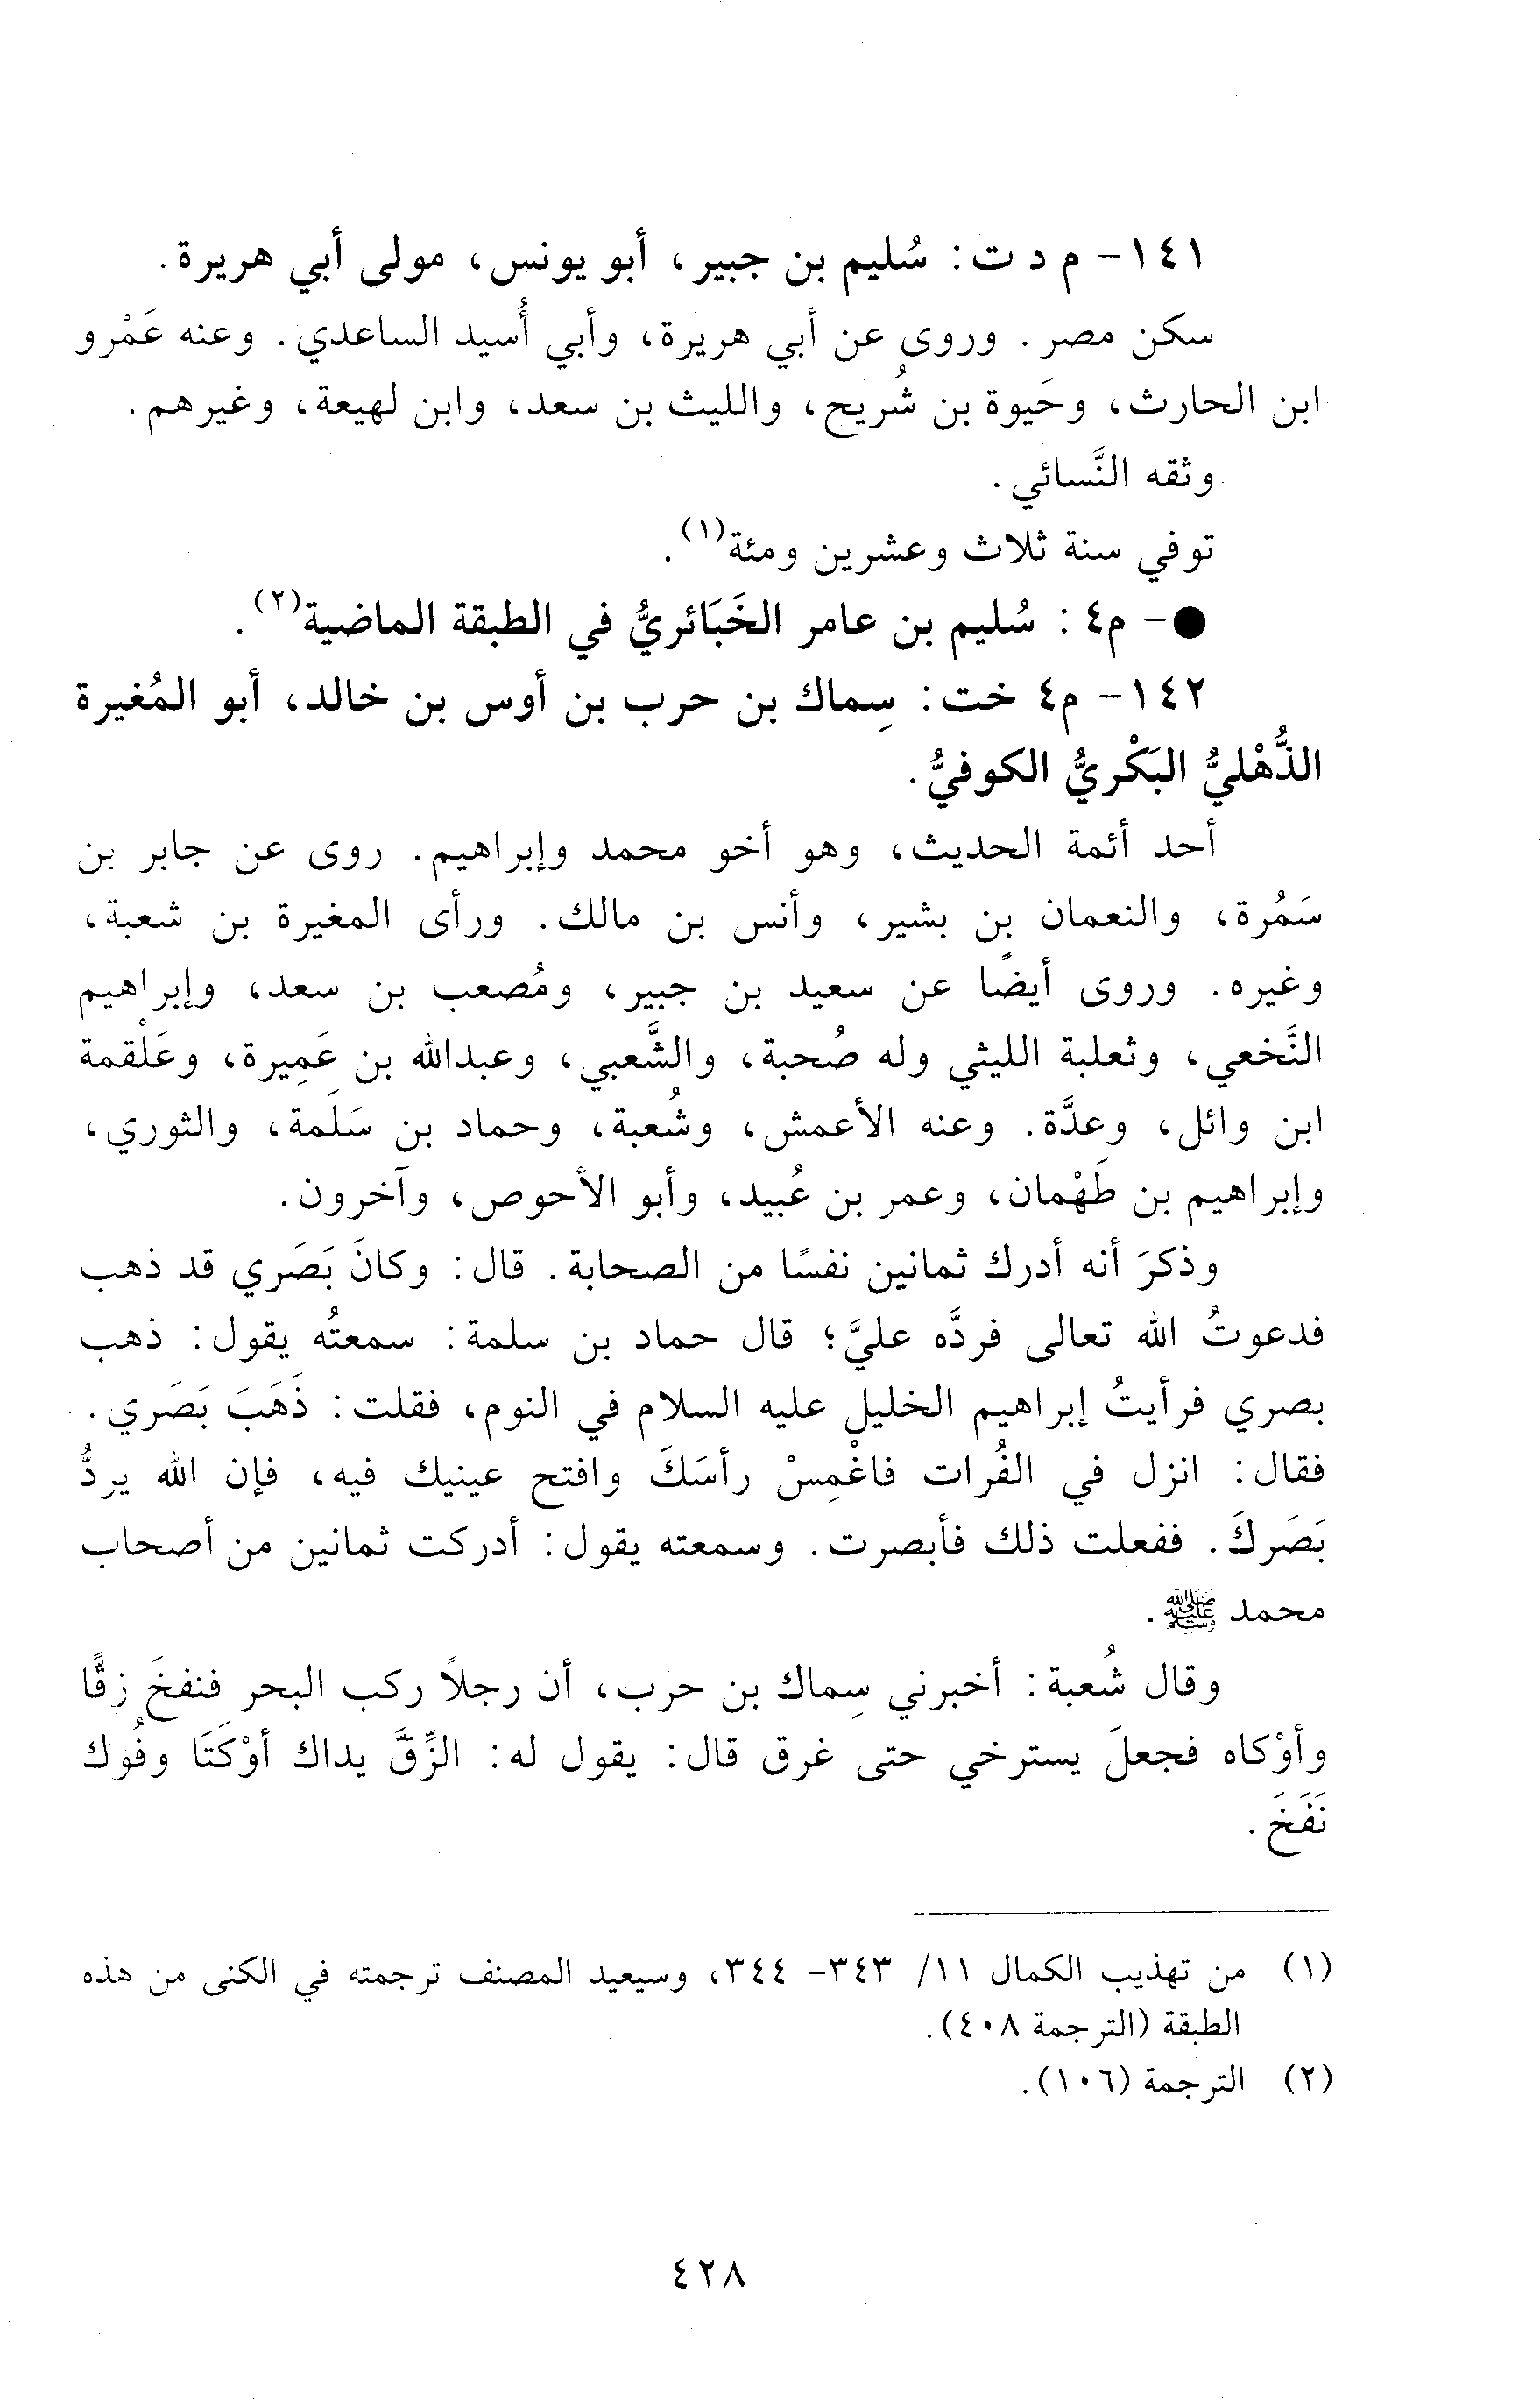 ١٤١- م د ت: سُليم بن جبير، أبو يونس، مولى أبي هريرة.
سكن مصر. وروى عن أبي هريرة، وأبي أُسيد الساعدي. وعنه عَمْرو
ابن الحارث، وحَيوة بن شُريح، والليث بن سعد، وابن لهيعة، وغيرهم.
وثقه النَّسائي.
توفي سنة ثلاث وعشرين ومئة(١).
●- م٤: سُليم بن عامر الخَبَائريُّ في الطبقة الماضية(٢).
١٤٢- م٤ خت: سِماك بن حرب بن أوس بن خالد، أبو المُغيرة
الذُّهْليُّ البَكْريُّ الكوفيُّ.
أحد أئمة الحديث، وهو أخو محمد وإبراهيم. روى عن جابر بن
سَمُرة، والنعمان بن بشير، وأنس بن مالك. ورأى المغيرة بن شعبة،
وغيره. وروى أيضًا عن سعيد بن جبير، ومُصعب بن سعد، وإبراهيم
النَّخعي، وثعلبة الليثي وله صُحبة، والشَّعبي، وعبدالله بن عَمِيرة، وعَلْقمة
ابن وائل، وعدَّة. وعنه الأعمش، وشُعبة، وحماد بن سَلَمة، والثوري،
وإبراهيم بن طَهْمان، وعمر بن عُبيد، وأبو الأحوص، وآخرون.
وذكرَ أنه أدرك ثمانين نفسًا من الصحابة. قال: وكانَ بَصَري قد ذهب
فدعوتُ الله تعالى فردَّه عليَّ؛ قال حماد بن سلمة: سمعتُه يقول: ذهب
بصري فرأيتُ إبراهيم الخليل عليه السلام في النوم، فقلت: ذَهَبَ بَصَري.
فقال: انزل في الفُرات فاغْمِسْ رأسَكَ وافتح عينيك فيه، فإن الله يردُّ
بَصَركَ. ففعلت ذلك فأبصرت. وسمعته يقول: أدركت ثمانين من أصحاب
محمد ﷺ.
وقال شُعبة: أخبرني سِماك بن حرب، أن رجلاً ركب البحر فنفخَ زقًّا
وأوْكاه فجعلَ يسترخي حتى غرق قال: يقول له: الزِّقَّ يداك أوْكَتَا وفُوك
نَفَخَ.
(١) من تهذيب الكمال ١١/ ٣٤٣- ٣٤٤، وسيعيد المصنف ترجمته في الكنى من هذه
الطبقة (الترجمة ٤٠٨).
(٢) الترجمة (١٠٦).
٤٢٨